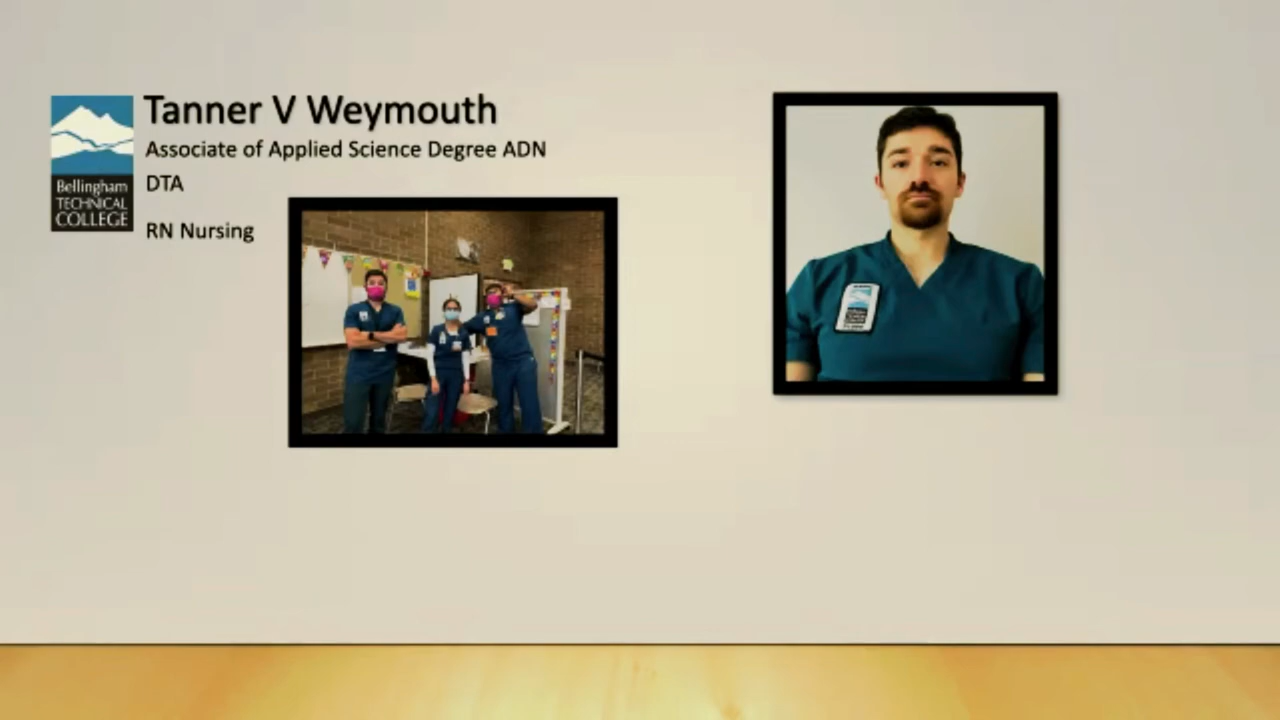 Tanner V Weymouth
Associate of Applied Science Degree ADN
DTA
RN Nursing
Bellingham
TECHNICAL
COLLEGE